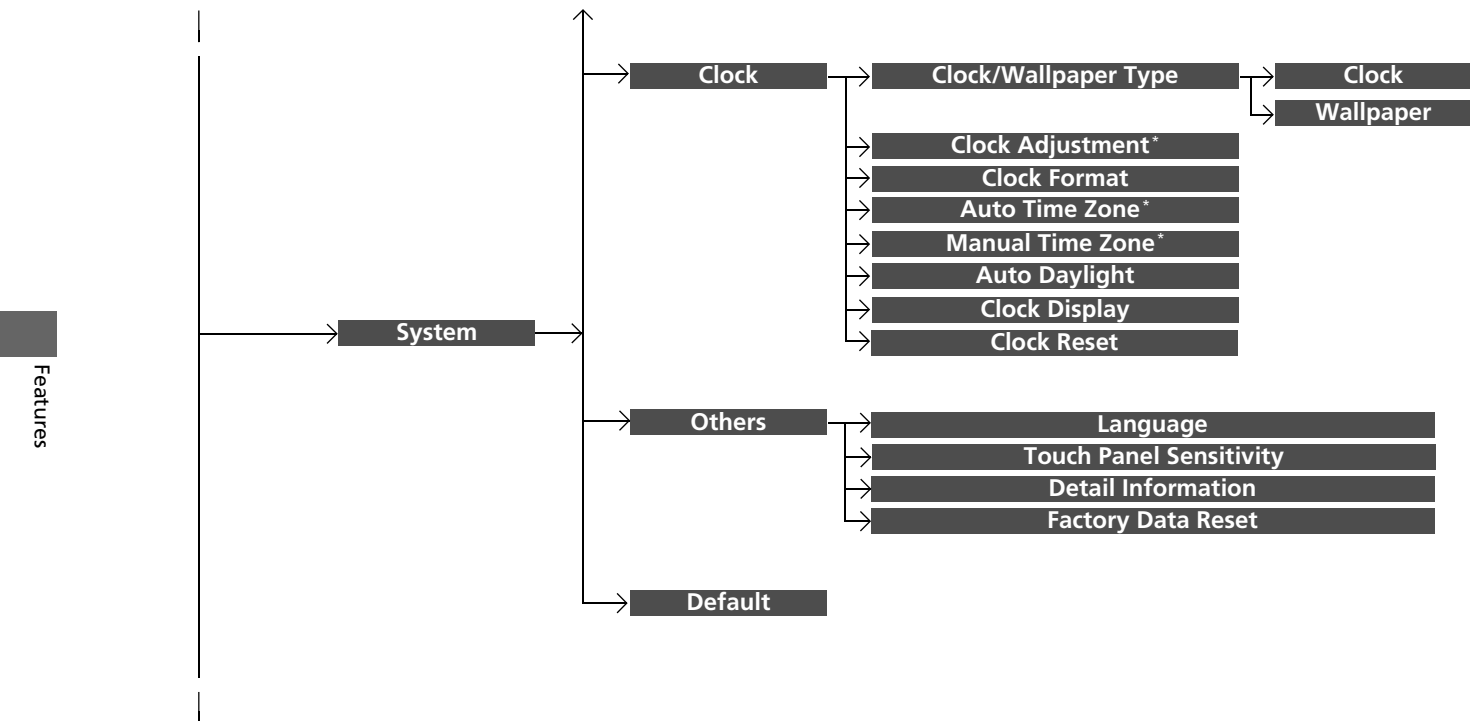 Clock
Clock/Wallpaper Type
Clock
Wallpaper
Clock Adjustment*
Clock Format
Auto Time Zone*
Manual Time Zone*
Auto Daylight
Clock Display
Clock Reset
System
Features
Others
Language
Touch Panel Sensitivity
Detail Information
Factory Data Reset
Default